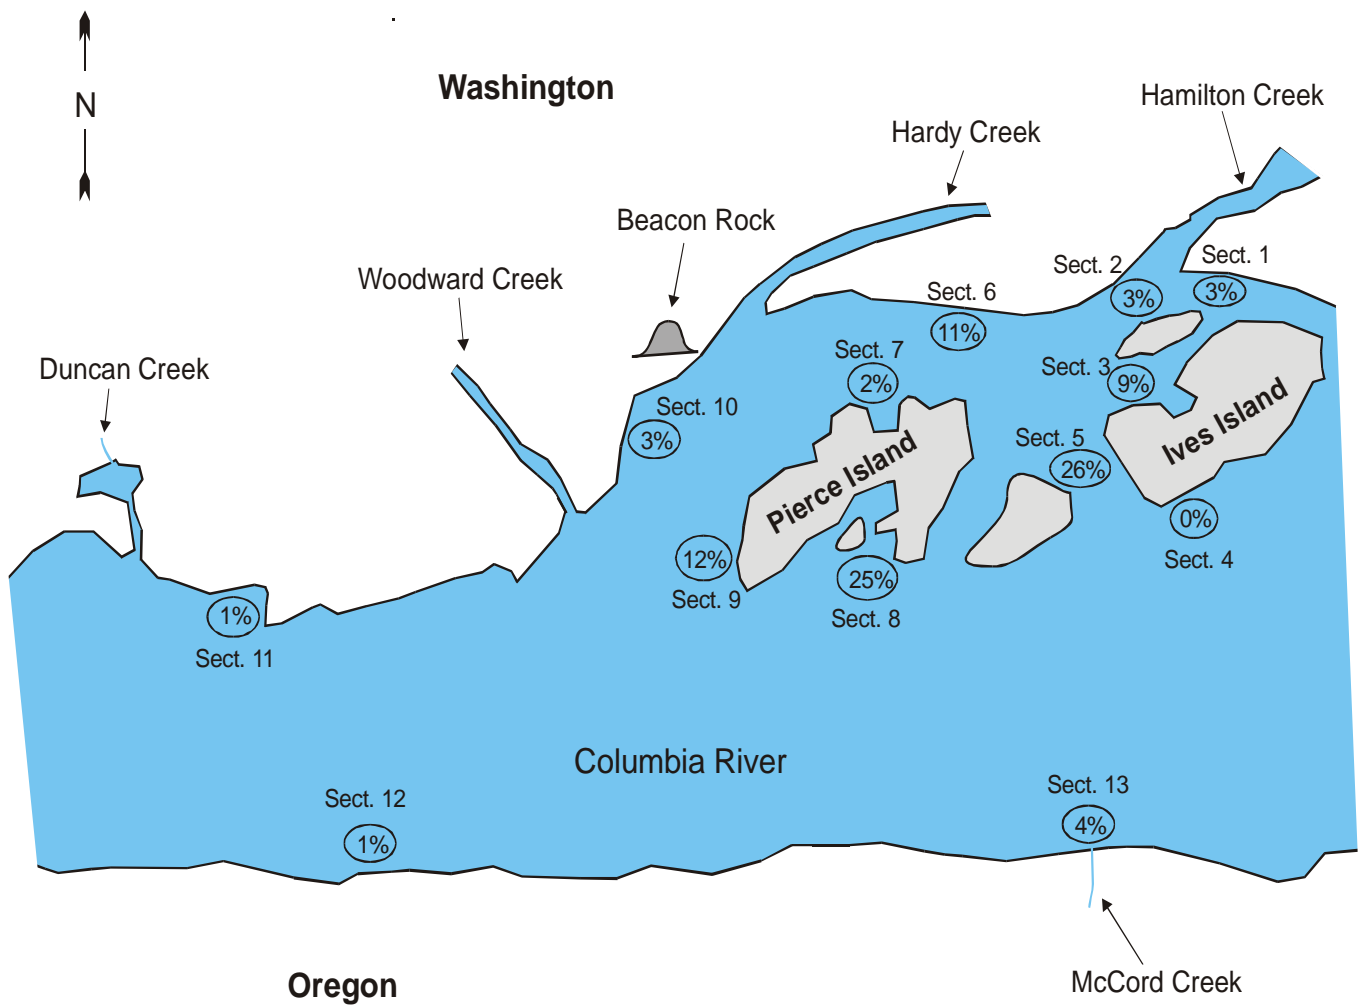 Washington
Hamilton Creek
N
Hardy Creek
Beacon Rock
Woodward Creek
Sect. 2
Sect. 1
3%
3%
Sect. 6
11%
Duncan Creek
Sect. 7
2%
Sect. 3
9%
Sect. 10
3%
Ives Island
Sect. 5
26%
Pierce Island
0%
Sect. 4
12%
Sect. 9
25%
Sect. 8
1%
Sect. 11
Columbia River
Sect. 12
1%
Sect. 13
4%
Oregon
McCord Creek